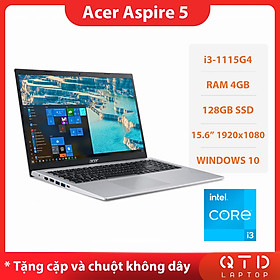 Acer Aspire 5
i3-1115G4
RAM 4GB
128GB SSD
15.6" 1920x1080
WINDOWS 10
acer
intel
CORE
i3
* Tặng cặp và chuột không dây
QTD
LAPTOP